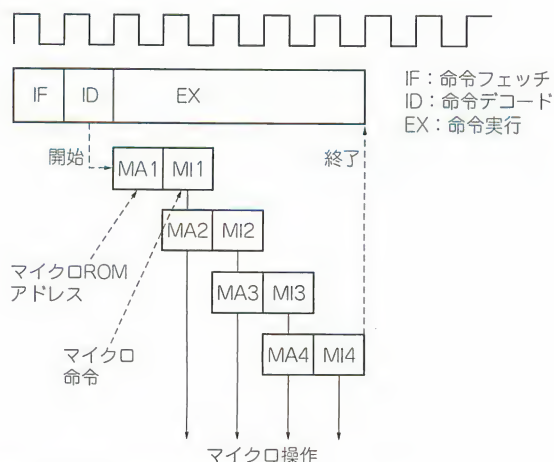 IF ID EX
IF：命令フェッチ
ID：命令デコード
EX：命令実行
開始
終了
MA1 MI1
MA2 MI2
MA3 MI3
MA4 MI4
マイクロROM
アドレス
マイクロ
命令
マイクロ操作